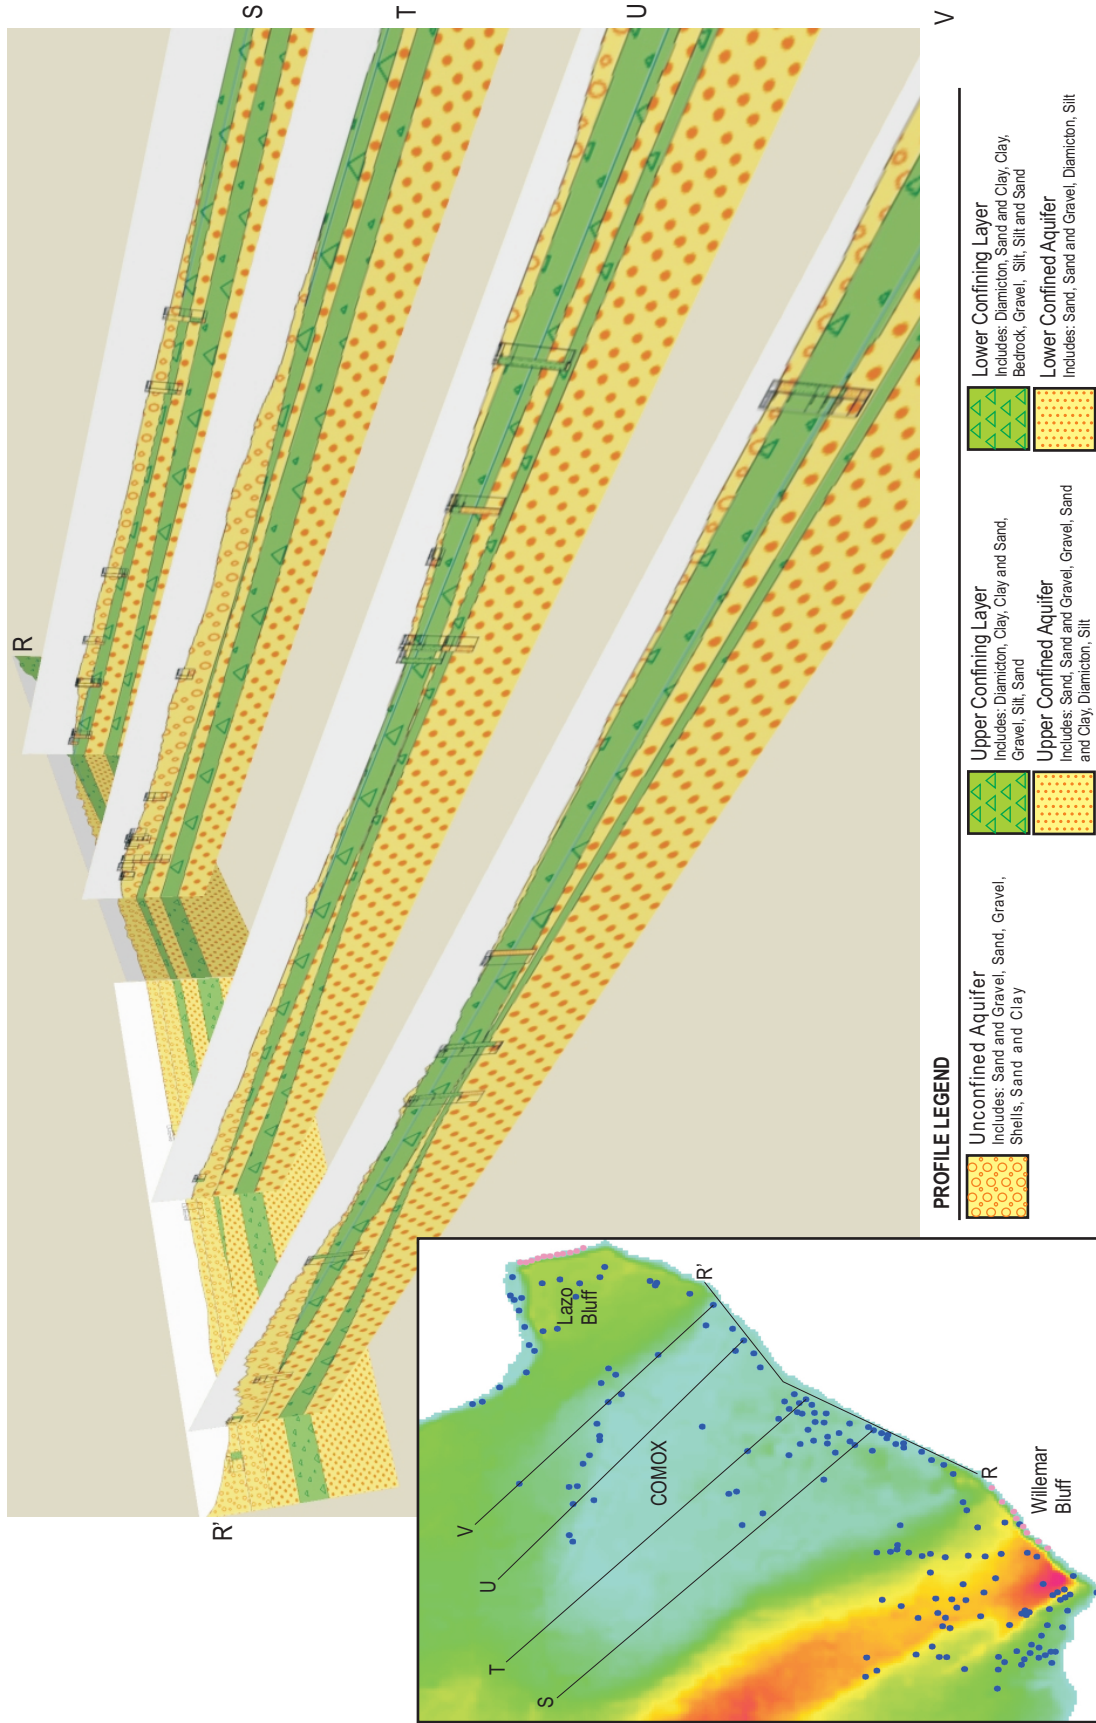 R
S
T
U
V
R'
PROFILE LEGEND
Unconfined Aquifer
Includes: Sand and Gravel, Sand, Gravel,
Shells, Sand and Clay
Upper Confining Layer
Includes: Diamicton, Clay, Clay and Sand,
Gravel, Silt, Sand
Upper Confined Aquifer
Includes: Sand, Sand and Gravel, Gravel, Sand
and Clay, Diamicton, Silt
Lower Confining Layer
Includes: Diamicton, Sand and Clay, Clay,
Bedrock, Gravel, Silt, Silt and Sand
Lower Confined Aquifer
Includes: Sand, Sand and Gravel, Diamicton, Silt
S
T
U
V
COMOX
Lazo
Bluff
R'
R
Willemar
Bluff